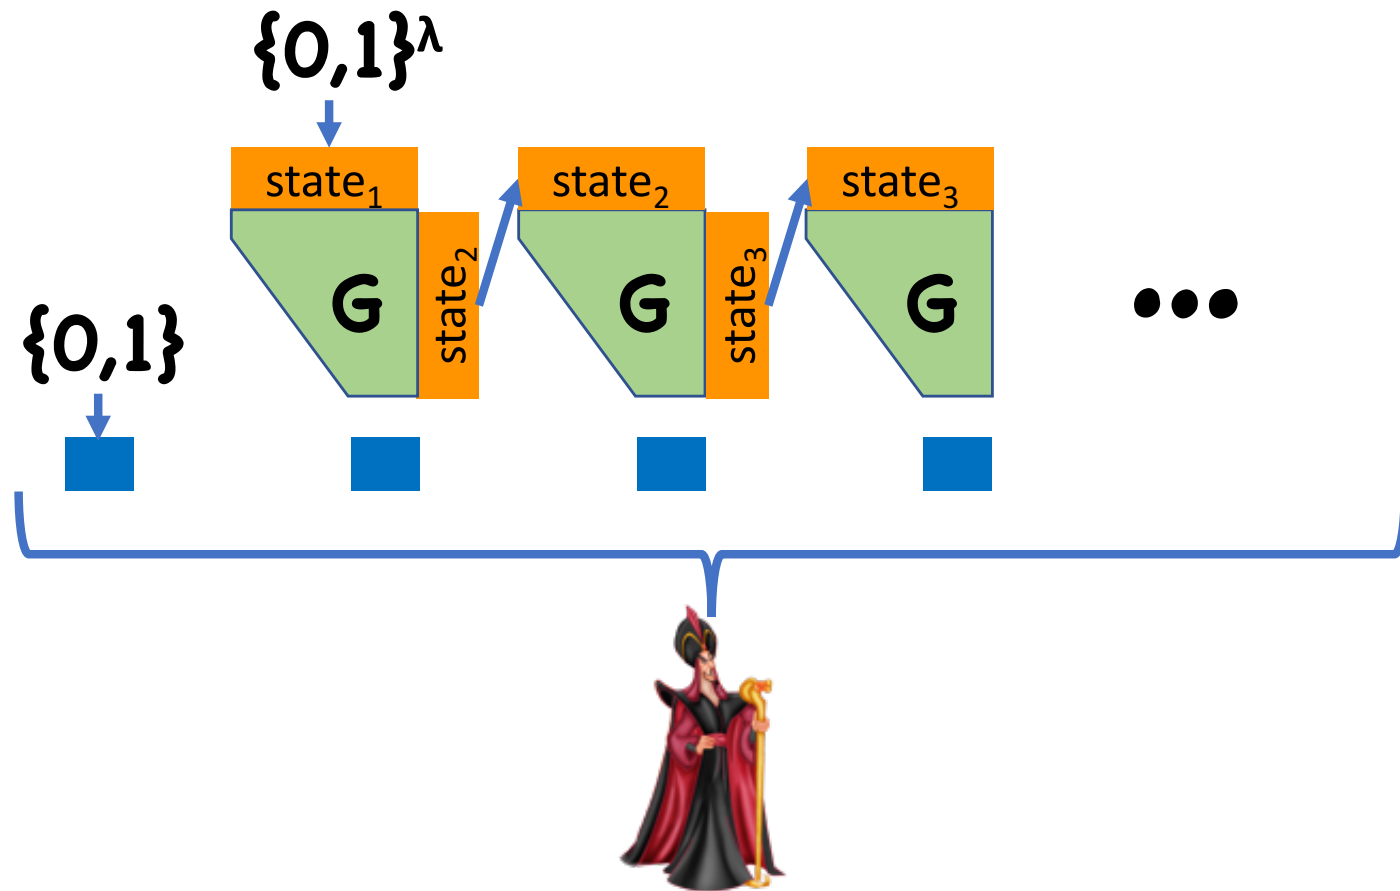 {0,1}^λ
state₁ state₂ state₃
G state₂ G state₃ G •••
{0,1}